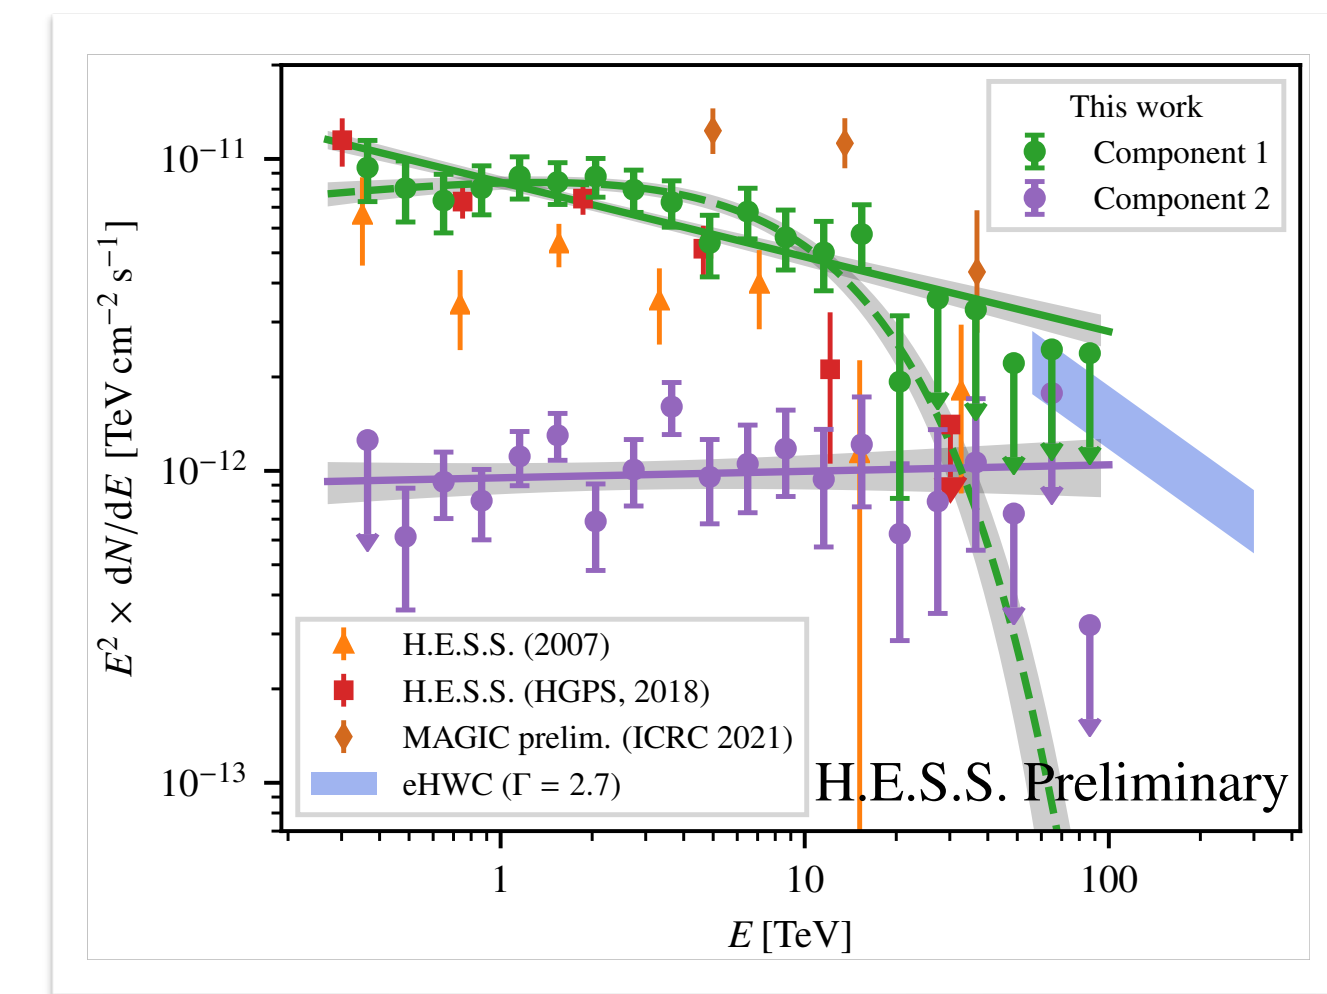 This work
Component 1
Component 2
10⁻¹¹
10⁻¹²
10⁻¹³
E² × dN/dE [TeV cm⁻² s⁻¹]
H.E.S.S. (2007)
H.E.S.S. (HGPS, 2018)
MAGIC prelim. (ICRC 2021)
eHWC (Γ = 2.7)
H.E.S.S. Preliminary
1 10 100
E [TeV]